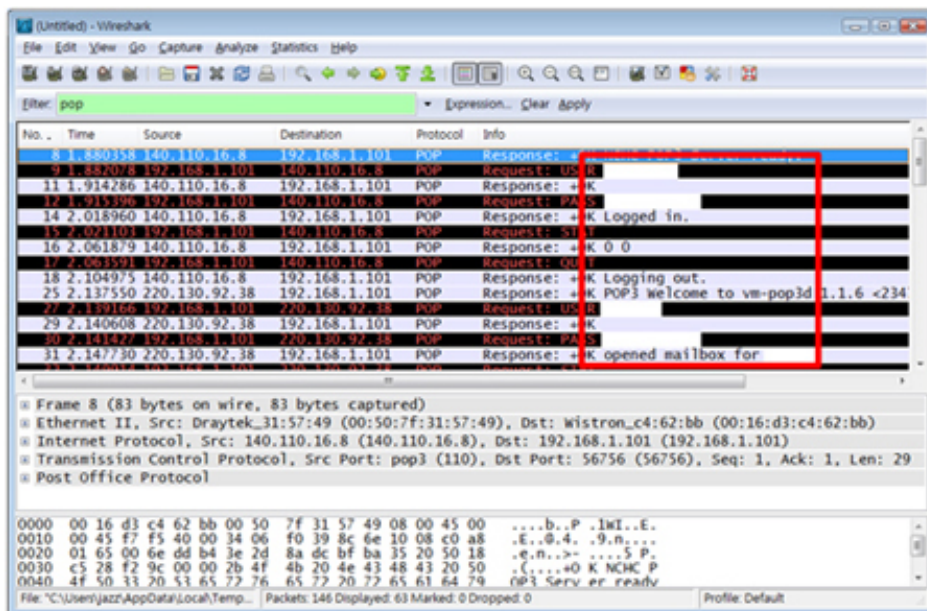 (Untitled) - Wireshark
File Edit View Go Capture Analyze Statistics Help
Filter: pop Expression... Clear Apply
No. . Time Source Destination Protocol Info
8 1.880358 140.110.16.8 192.168.1.101 POP Response: +OK NCHC POP3 Server ready.
9 1.882078 192.168.1.101 140.110.16.8 POP Request: USER
11 1.914286 140.110.16.8 192.168.1.101 POP Response: +OK
12 1.915396 192.168.1.101 140.110.16.8 POP Request: PASS
14 2.018960 140.110.16.8 192.168.1.101 POP Response: +OK Logged in.
15 2.021103 192.168.1.101 140.110.16.8 POP Request: STAT
16 2.061879 140.110.16.8 192.168.1.101 POP Response: +OK 0 0
17 2.063591 192.168.1.101 140.110.16.8 POP Request: QUIT
18 2.104975 140.110.16.8 192.168.1.101 POP Response: +OK Logging out.
25 2.137550 220.130.92.38 192.168.1.101 POP Response: +OK POP3 Welcome to vm-pop3d 1.1.6 <234
27 2.139166 192.168.1.101 220.130.92.38 POP Request: USER
29 2.140608 220.130.92.38 192.168.1.101 POP Response: +OK
30 2.141427 192.168.1.101 220.130.92.38 POP Request: PASS
31 2.147730 220.130.92.38 192.168.1.101 POP Response: +OK opened mailbox for
Frame 8 (83 bytes on wire, 83 bytes captured)
Ethernet II, Src: Draytek_31:57:49 (00:50:7f:31:57:49), Dst: Wistron_c4:62:bb (00:16:d3:c4:62:bb)
Internet Protocol, Src: 140.110.16.8 (140.110.16.8), Dst: 192.168.1.101 (192.168.1.101)
Transmission Control Protocol, Src Port: pop3 (110), Dst Port: 56756 (56756), Seq: 1, Ack: 1, Len: 29
Post Office Protocol
0000 00 16 d3 c4 62 bb 00 50 7f 31 57 49 08 00 45 00 ....b..P .1WI..E.
0010 00 45 f7 f5 40 00 34 06 f0 39 8c 6e 10 08 c0 a8 .E..@.4. .9.n....
0020 01 65 00 6e dd b4 3e 2d 8a dc bf ba 35 20 50 18 .e.n..>- ....5 P.
0030 c5 28 f2 9c 00 00 2b 4f 4b 20 4e 43 48 43 20 50 .(....+O K NCHC P
0040 4f 50 33 20 53 65 72 76 65 72 20 72 65 61 64 79 OP3 Serv er ready
File: "C:\Users\jazz\AppData\Local\Temp... Packets: 146 Displayed: 63 Marked: 0 Dropped: 0 Profile: Default